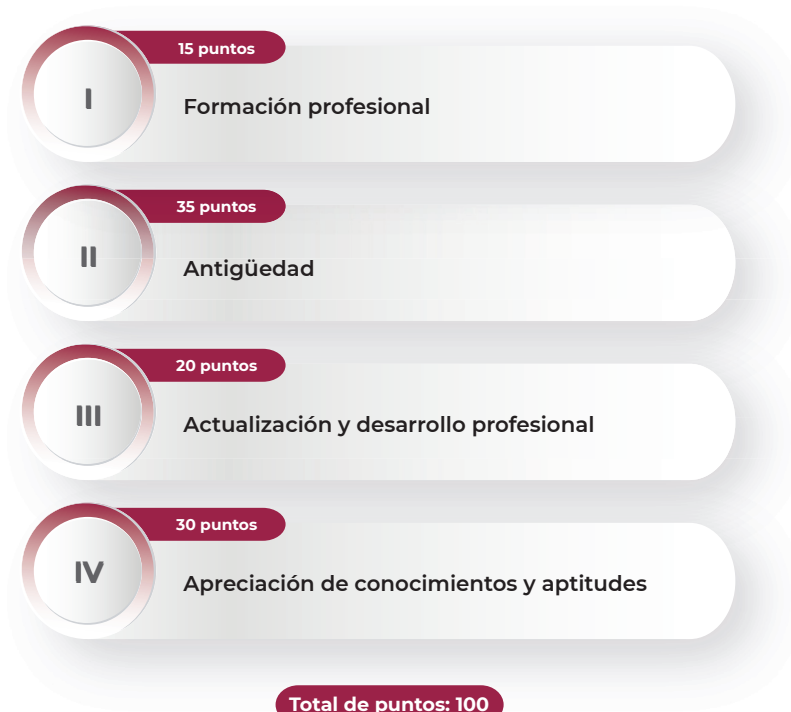 15 puntos
I
Formación profesional
35 puntos
II
Antigüedad
20 puntos
III
Actualización y desarrollo profesional
30 puntos
IV
Apreciación de conocimientos y aptitudes
Total de puntos: 100